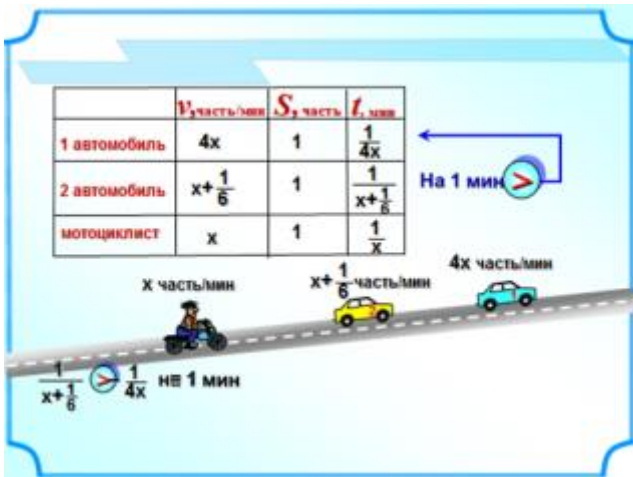 v, часть/мин S, часть t, мин
1 автомобиль 4x 1 1/4x
2 автомобиль x+1/6 1 1/x+1/6
На 1 мин >
мотоциклист x 1 1/x
x часть/мин
x+1/6 часть/мин
4x часть/мин
1/x+1/6 > 1/4x на 1 мин